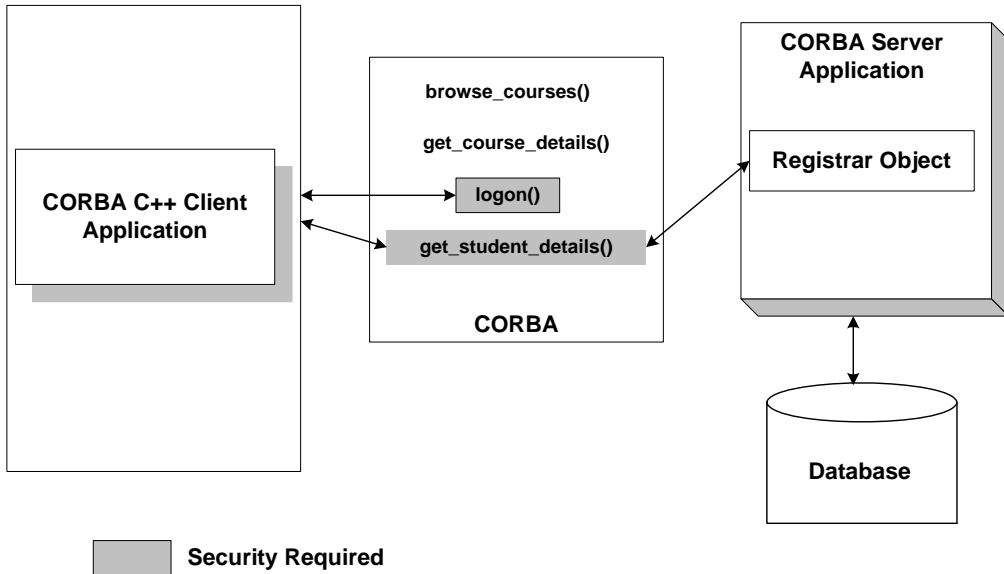 CORBA C++ Client
Application
browse_courses()
get_course_details()
logon()
get_student_details()
CORBA
CORBA Server
Application
Registrar Object
Database
Security Required